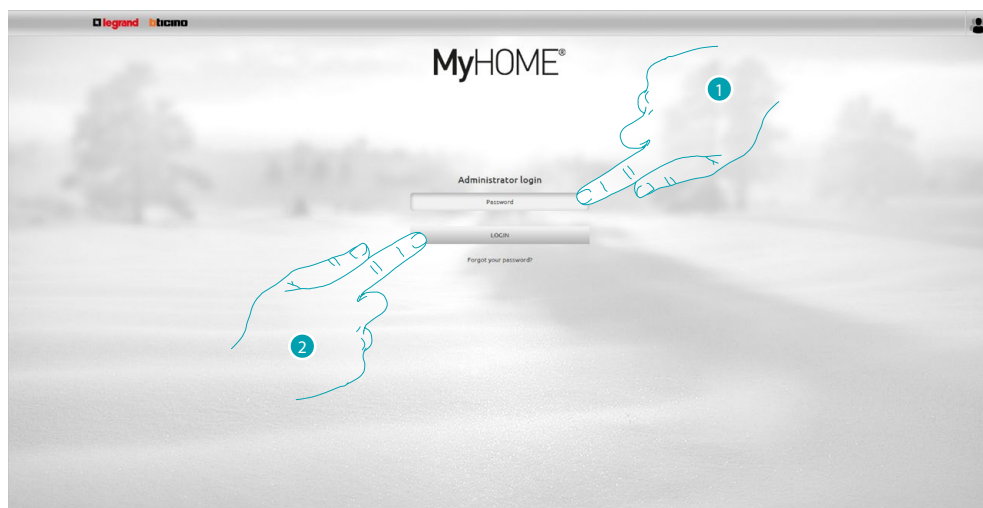 legrand bticino
MyHOME®
1
Administrator login
Password
LOGIN
Forgot your password?
2